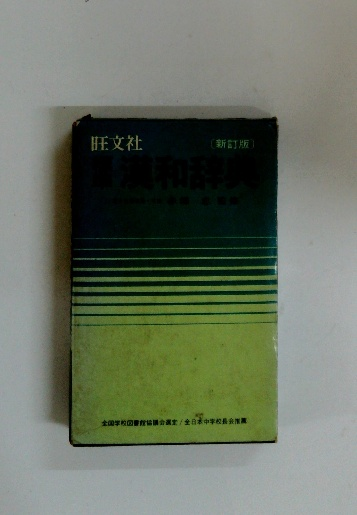 旺文社
〔新訂版〕
漢和辞典
全国学校図書館協議会選定/全日本中学校長会推薦